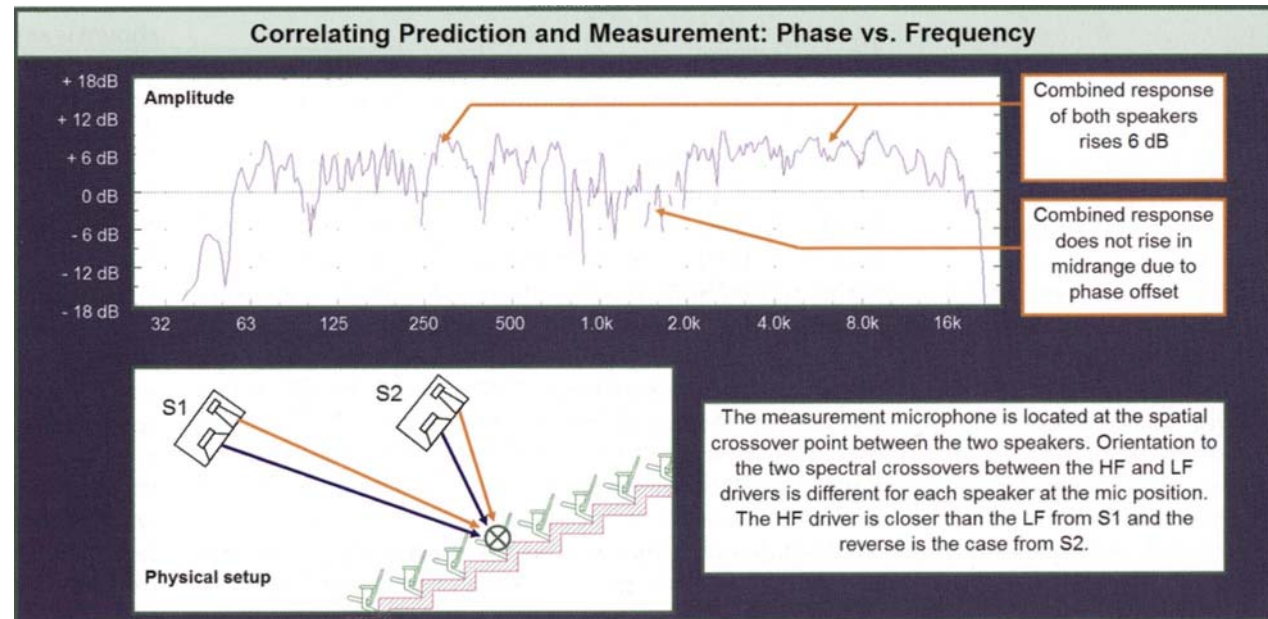 Correlating Prediction and Measurement: Phase vs. Frequency
+ 18dB
+ 12 dB
+ 6 dB
0 dB
- 6 dB
- 12 dB
- 18 dB
Amplitude
32 63 125 250 500 1.0k 2.0k 4.0k 8.0k 16k
Combined response
of both speakers
rises 6 dB
Combined response
does not rise in
midrange due to
phase offset
S1
S2
Physical setup
The measurement microphone is located at the spatial
crossover point between the two speakers. Orientation to
the two spectral crossovers between the HF and LF
drivers is different for each speaker at the mic position.
The HF driver is closer than the LF from S1 and the
reverse is the case from S2.